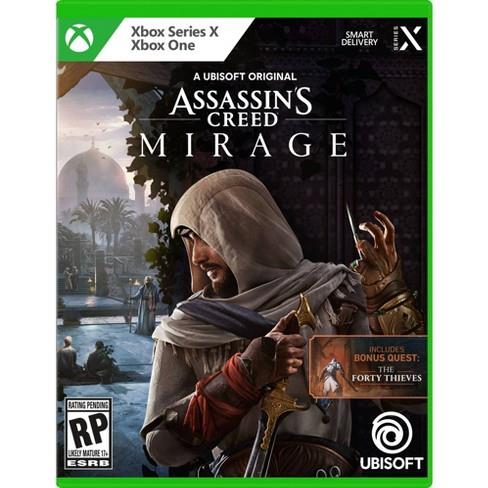 Xbox Series X
Xbox One
SMART
DELIVERY
SERIES
X
A UBISOFT ORIGINAL
ASSASSIN'S
CREED
MIRAGE
INCLUDES
BONUS QUEST:
THE
FORTY THIEVES
RATING PENDING
RP
LIKELY MATURE 17+
ESRB
UBISOFT